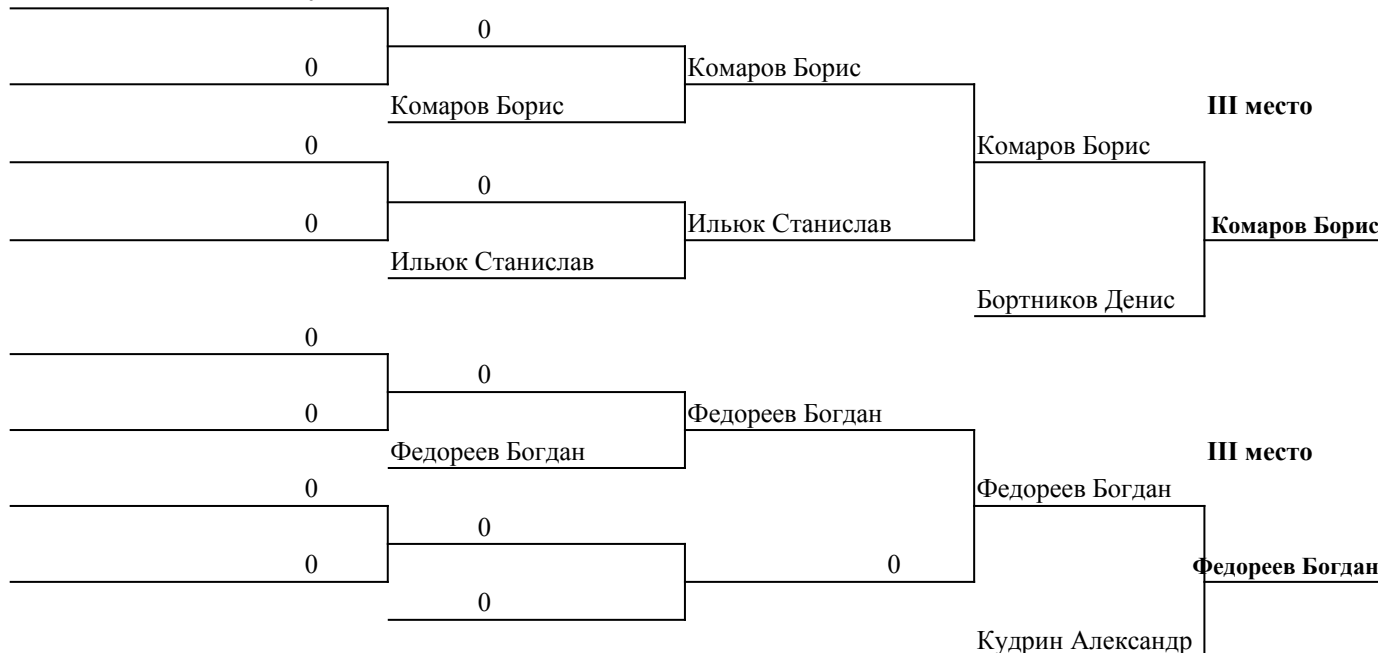 0
0
Комаров Борис
Комаров Борис
III место
0
Комаров Борис
0
0
Ильюк Станислав
Комаров Борис
Ильюк Станислав
Бортников Денис
0
0
0
Федореев Богдан
Федореев Богдан
III место
0
Федореев Богдан
0
0
0
Федореев Богдан
0
Кудрин Александр